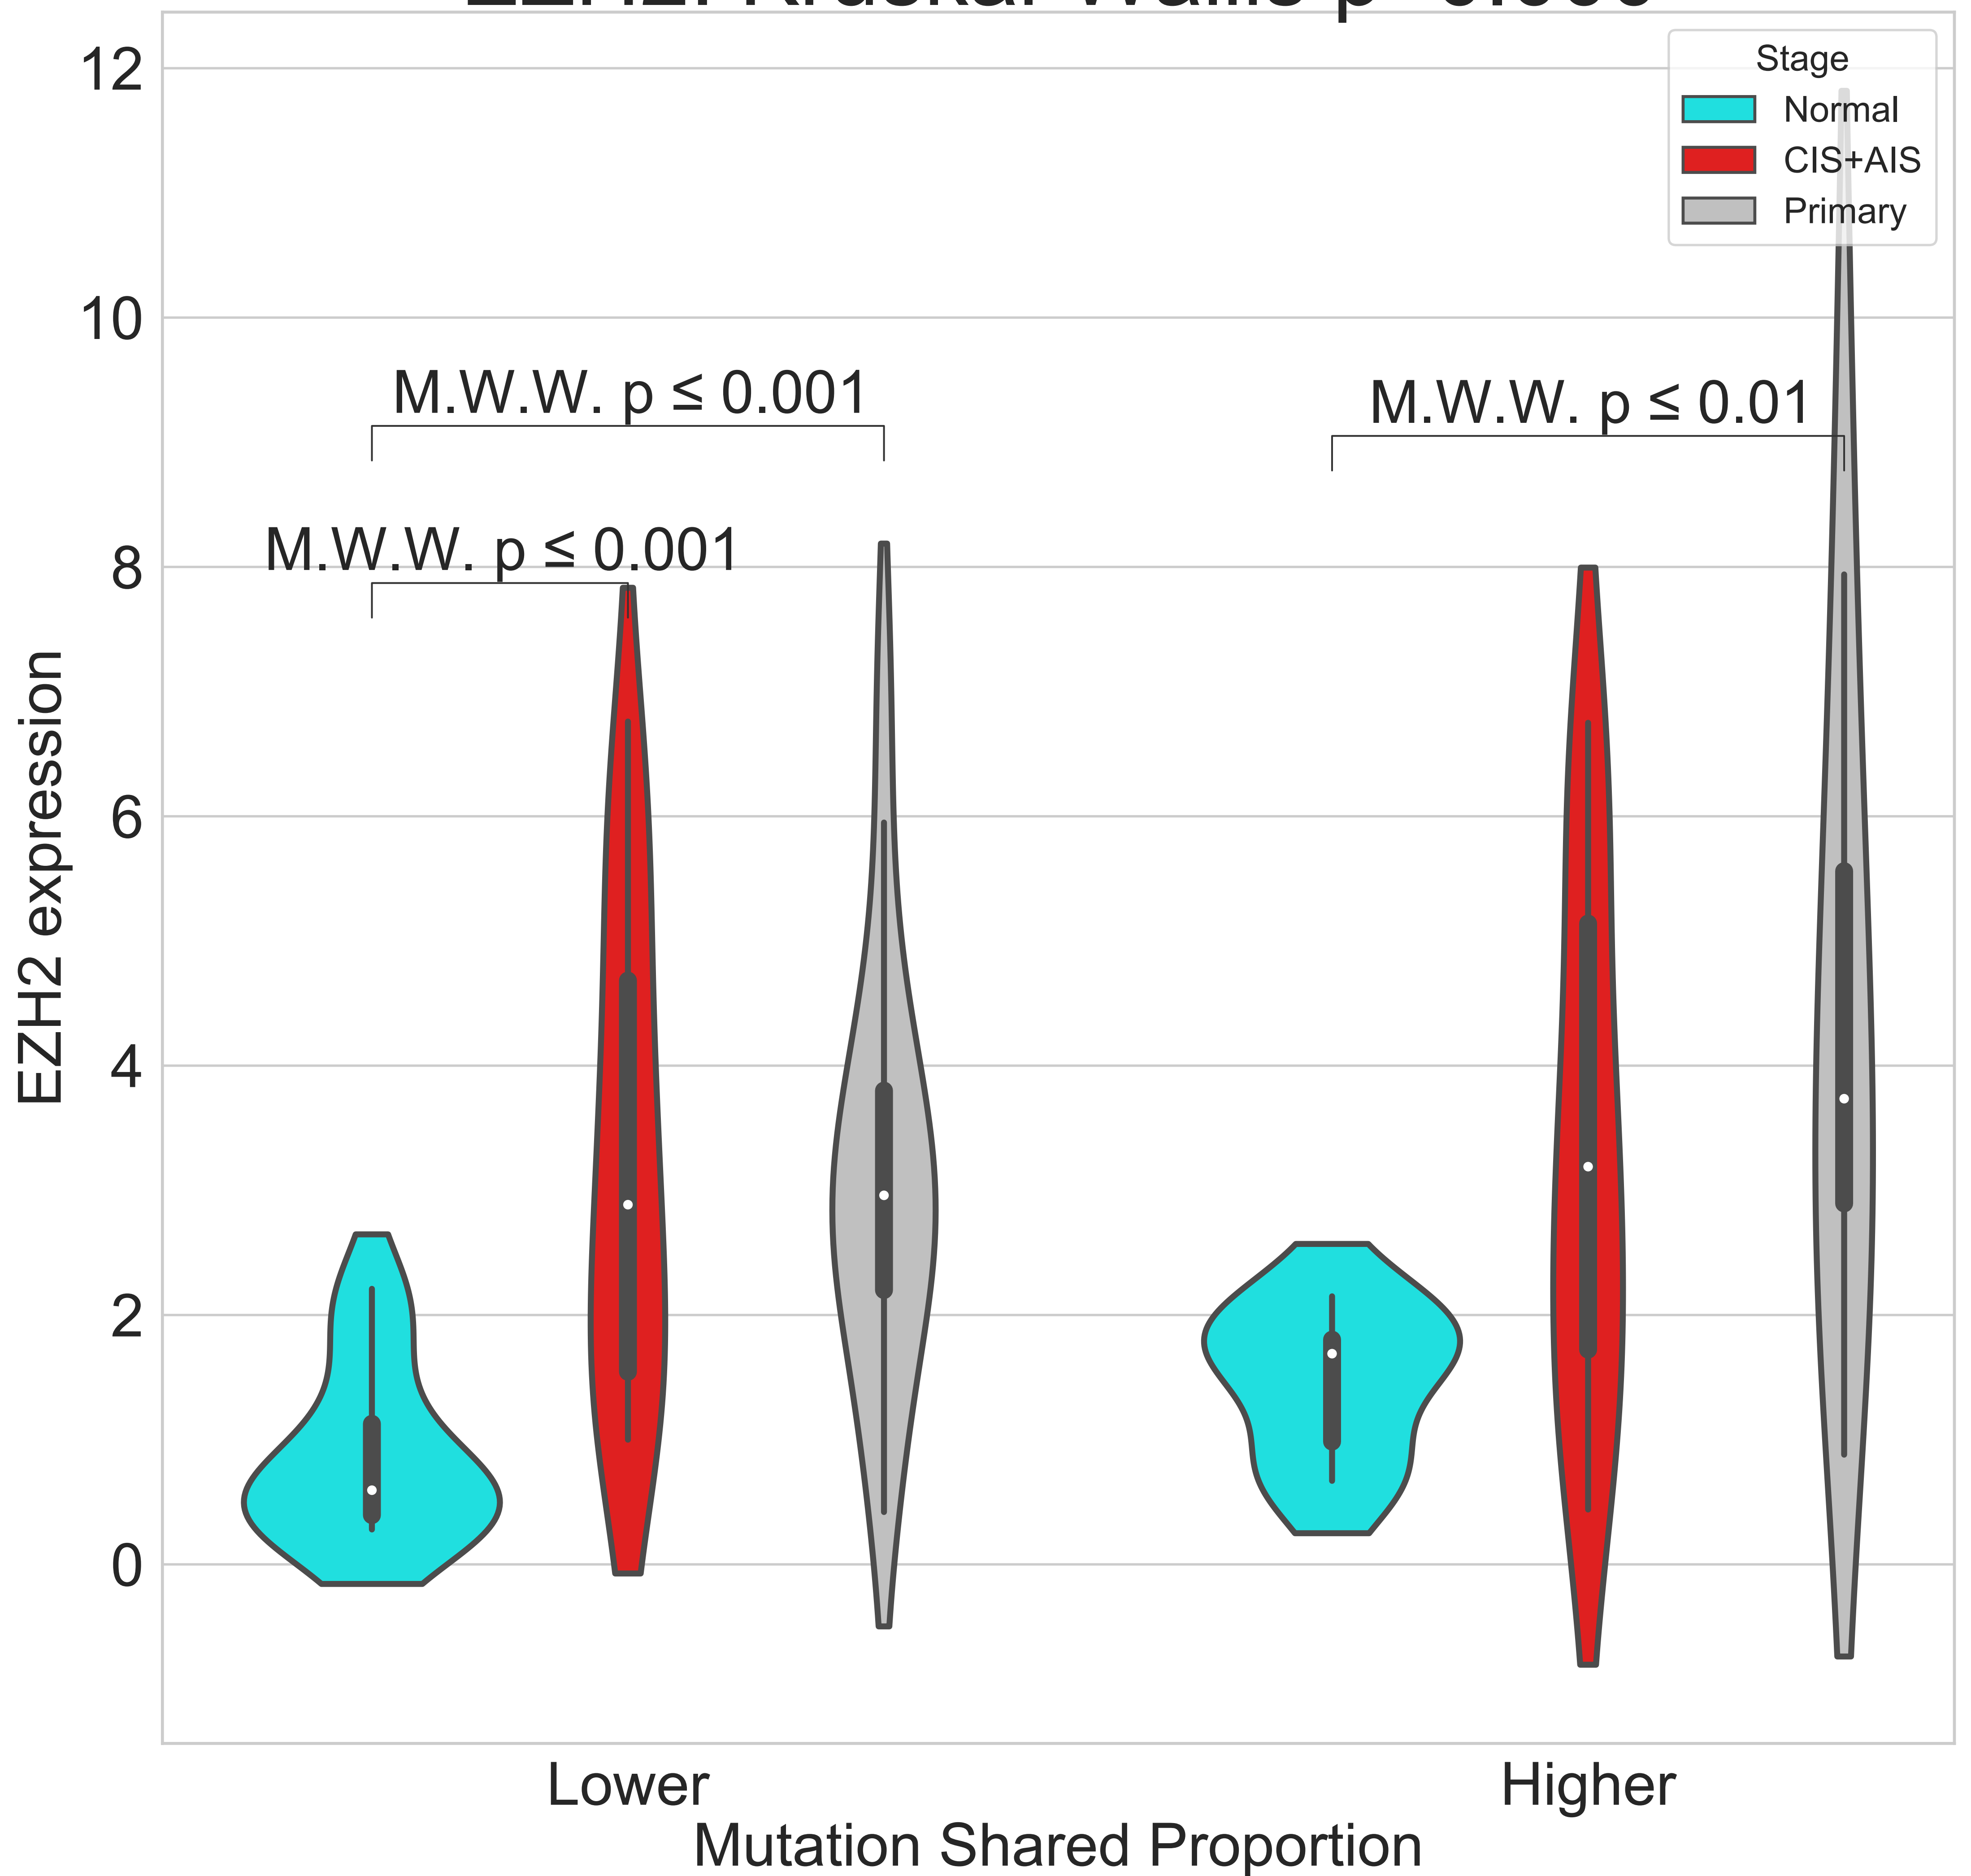 12
Stage
Normal
CIS+AIS
Primary
10
M.W.W. p ≤ 0.001
M.W.W. p ≤ 0.01
M.W.W. p ≤ 0.001
8
6
EZH2 expression
4
2
0
Lower
Higher
Mutation Shared Proportion